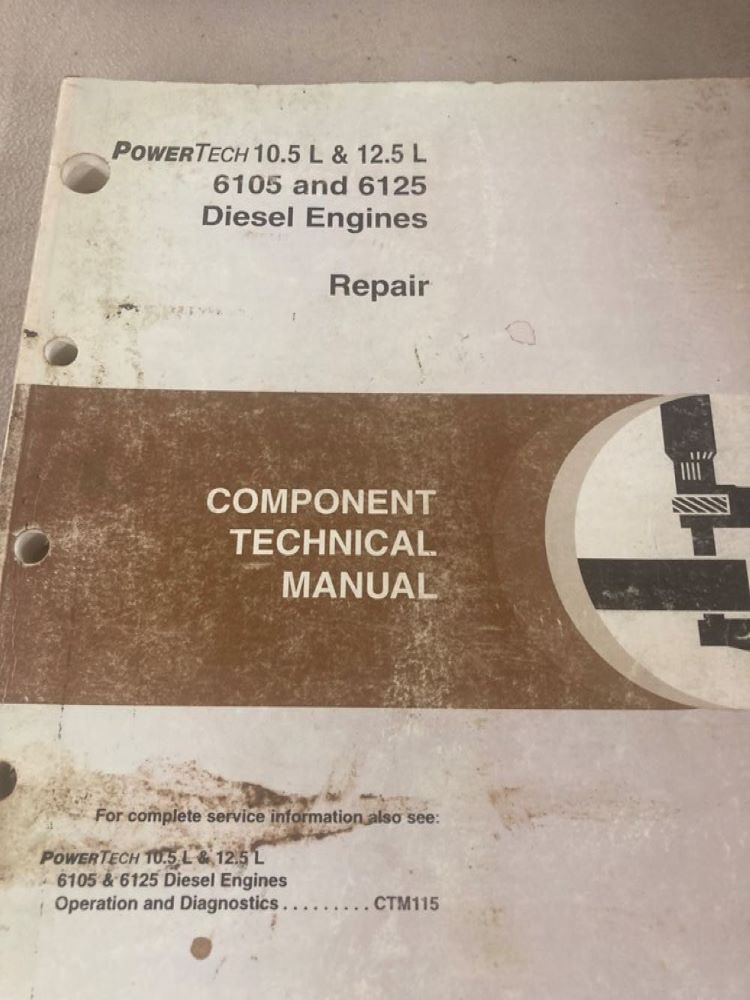 POWERTECH 10.5 L & 12.5 L
6105 and 6125
Diesel Engines
Repair
COMPONENT
TECHNICAL
MANUAL
For complete service information also see:
POWERTECH 10.5 L & 12.5 L
6105 & 6125 Diesel Engines
Operation and Diagnostics . . . . . . . . . CTM115